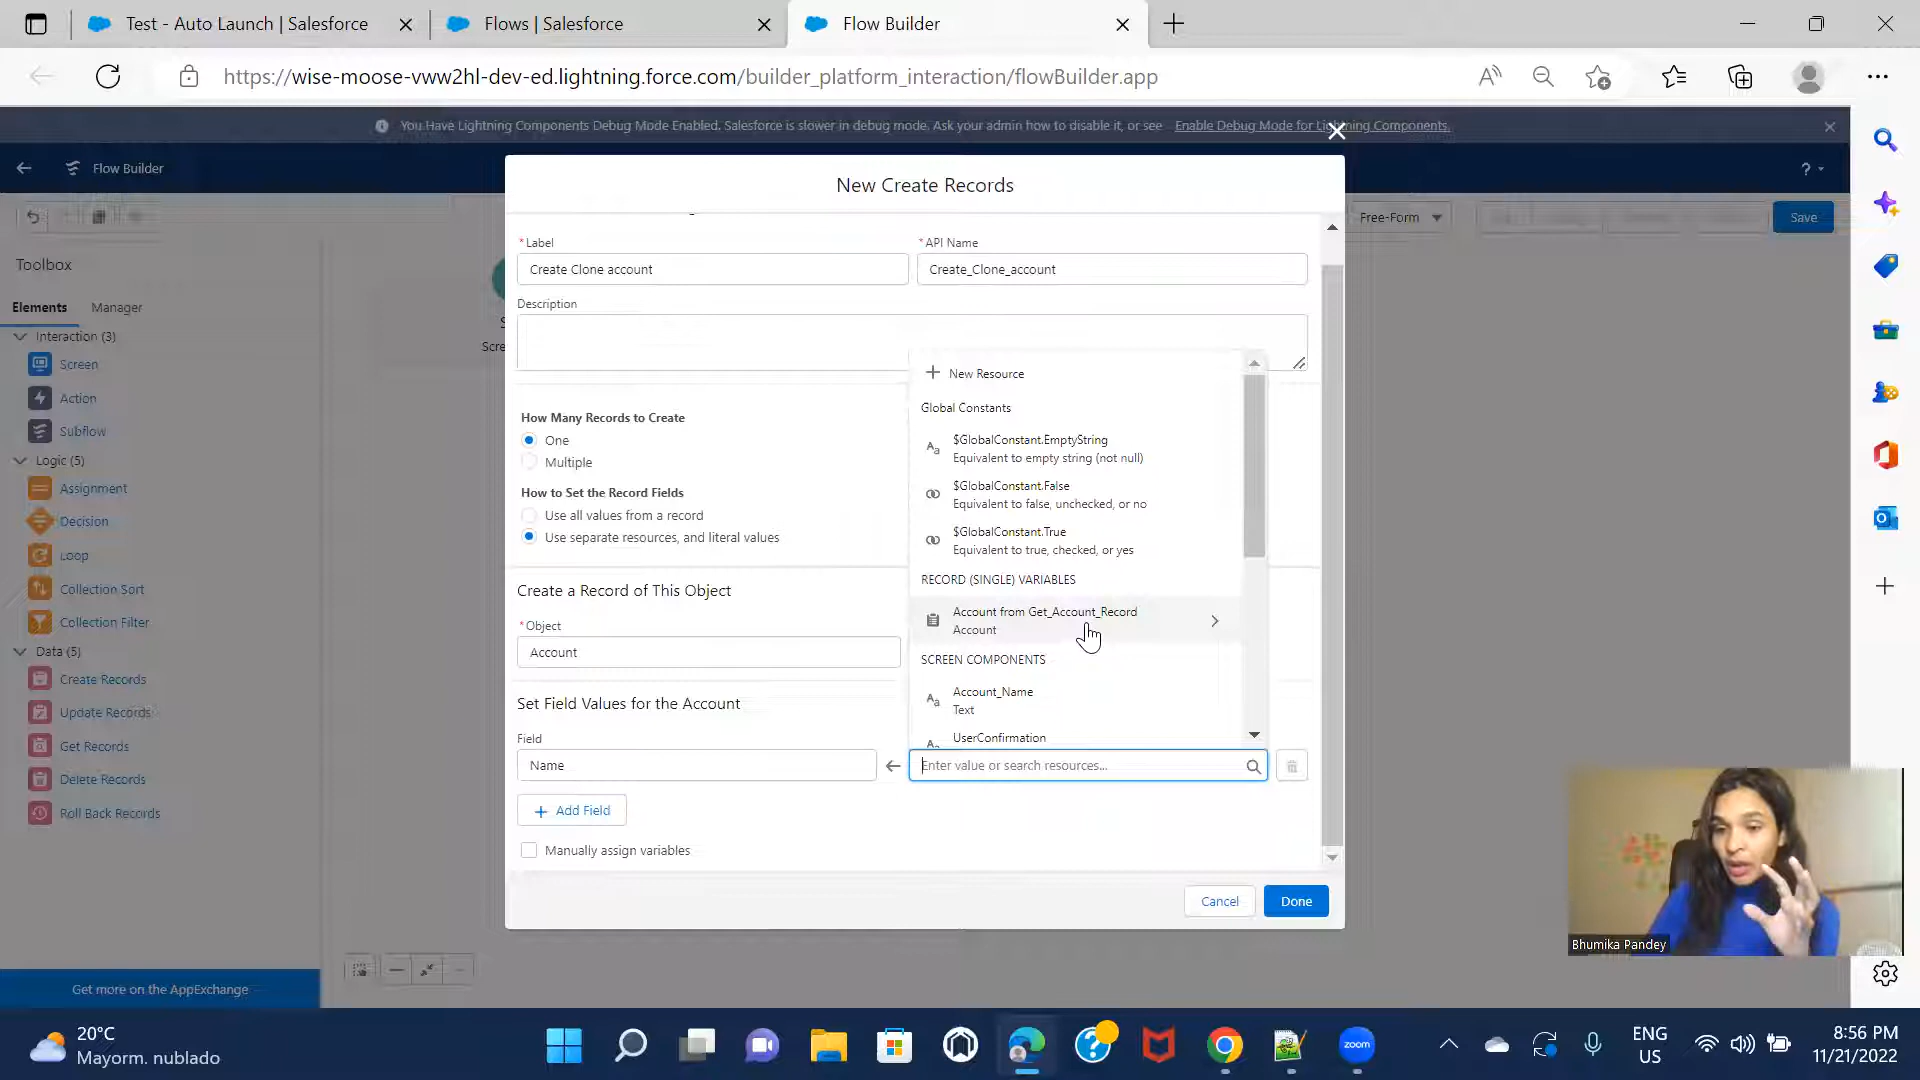 Test - Auto Launch | Salesforce
Flows | Salesforce
Flow Builder
https://wise-moose-vww2hl-dev-ed.lightning.force.com/builder_platform_interaction/flowBuilder.app
You Have Lightning Components Debug Mode Enabled. Salesforce is slower in debug mode. Ask your admin how to disable it, or see Enable Debug Mode for Lightning Components.
Flow Builder
?
New Create Records
Free-Form
Save
Toolbox
Elements
Manager
Interaction (3)
Screen
Action
Subflow
Logic (5)
Assignment
Decision
Loop
Collection Sort
Collection Filter
Data (5)
Create Records
Update Records
Get Records
Delete Records
Roll Back Records
Get more on the AppExchange
* Label
* API Name
Create Clone account
Create_Clone_account
Description
How Many Records to Create
One
Multiple
How to Set the Record Fields
Use all values from a record
Use separate resources, and literal values
Create a Record of This Object
* Object
Account
Set Field Values for the Account
Field
Name
Enter value or search resources...
+ Add Field
Manually assign variables
Cancel
Done
+ New Resource
Global Constants
$GlobalConstant.EmptyString
Equivalent to empty string (not null)
$GlobalConstant.False
Equivalent to false, unchecked, or no
$GlobalConstant.True
Equivalent to true, checked, or yes
RECORD (SINGLE) VARIABLES
Account from Get_Account_Record
Account
SCREEN COMPONENTS
Account_Name
Text
UserConfirmation
Bhumika Pandey
20°C
Mayorm. nublado
zoom
ENG
US
8:56 PM
11/21/2022